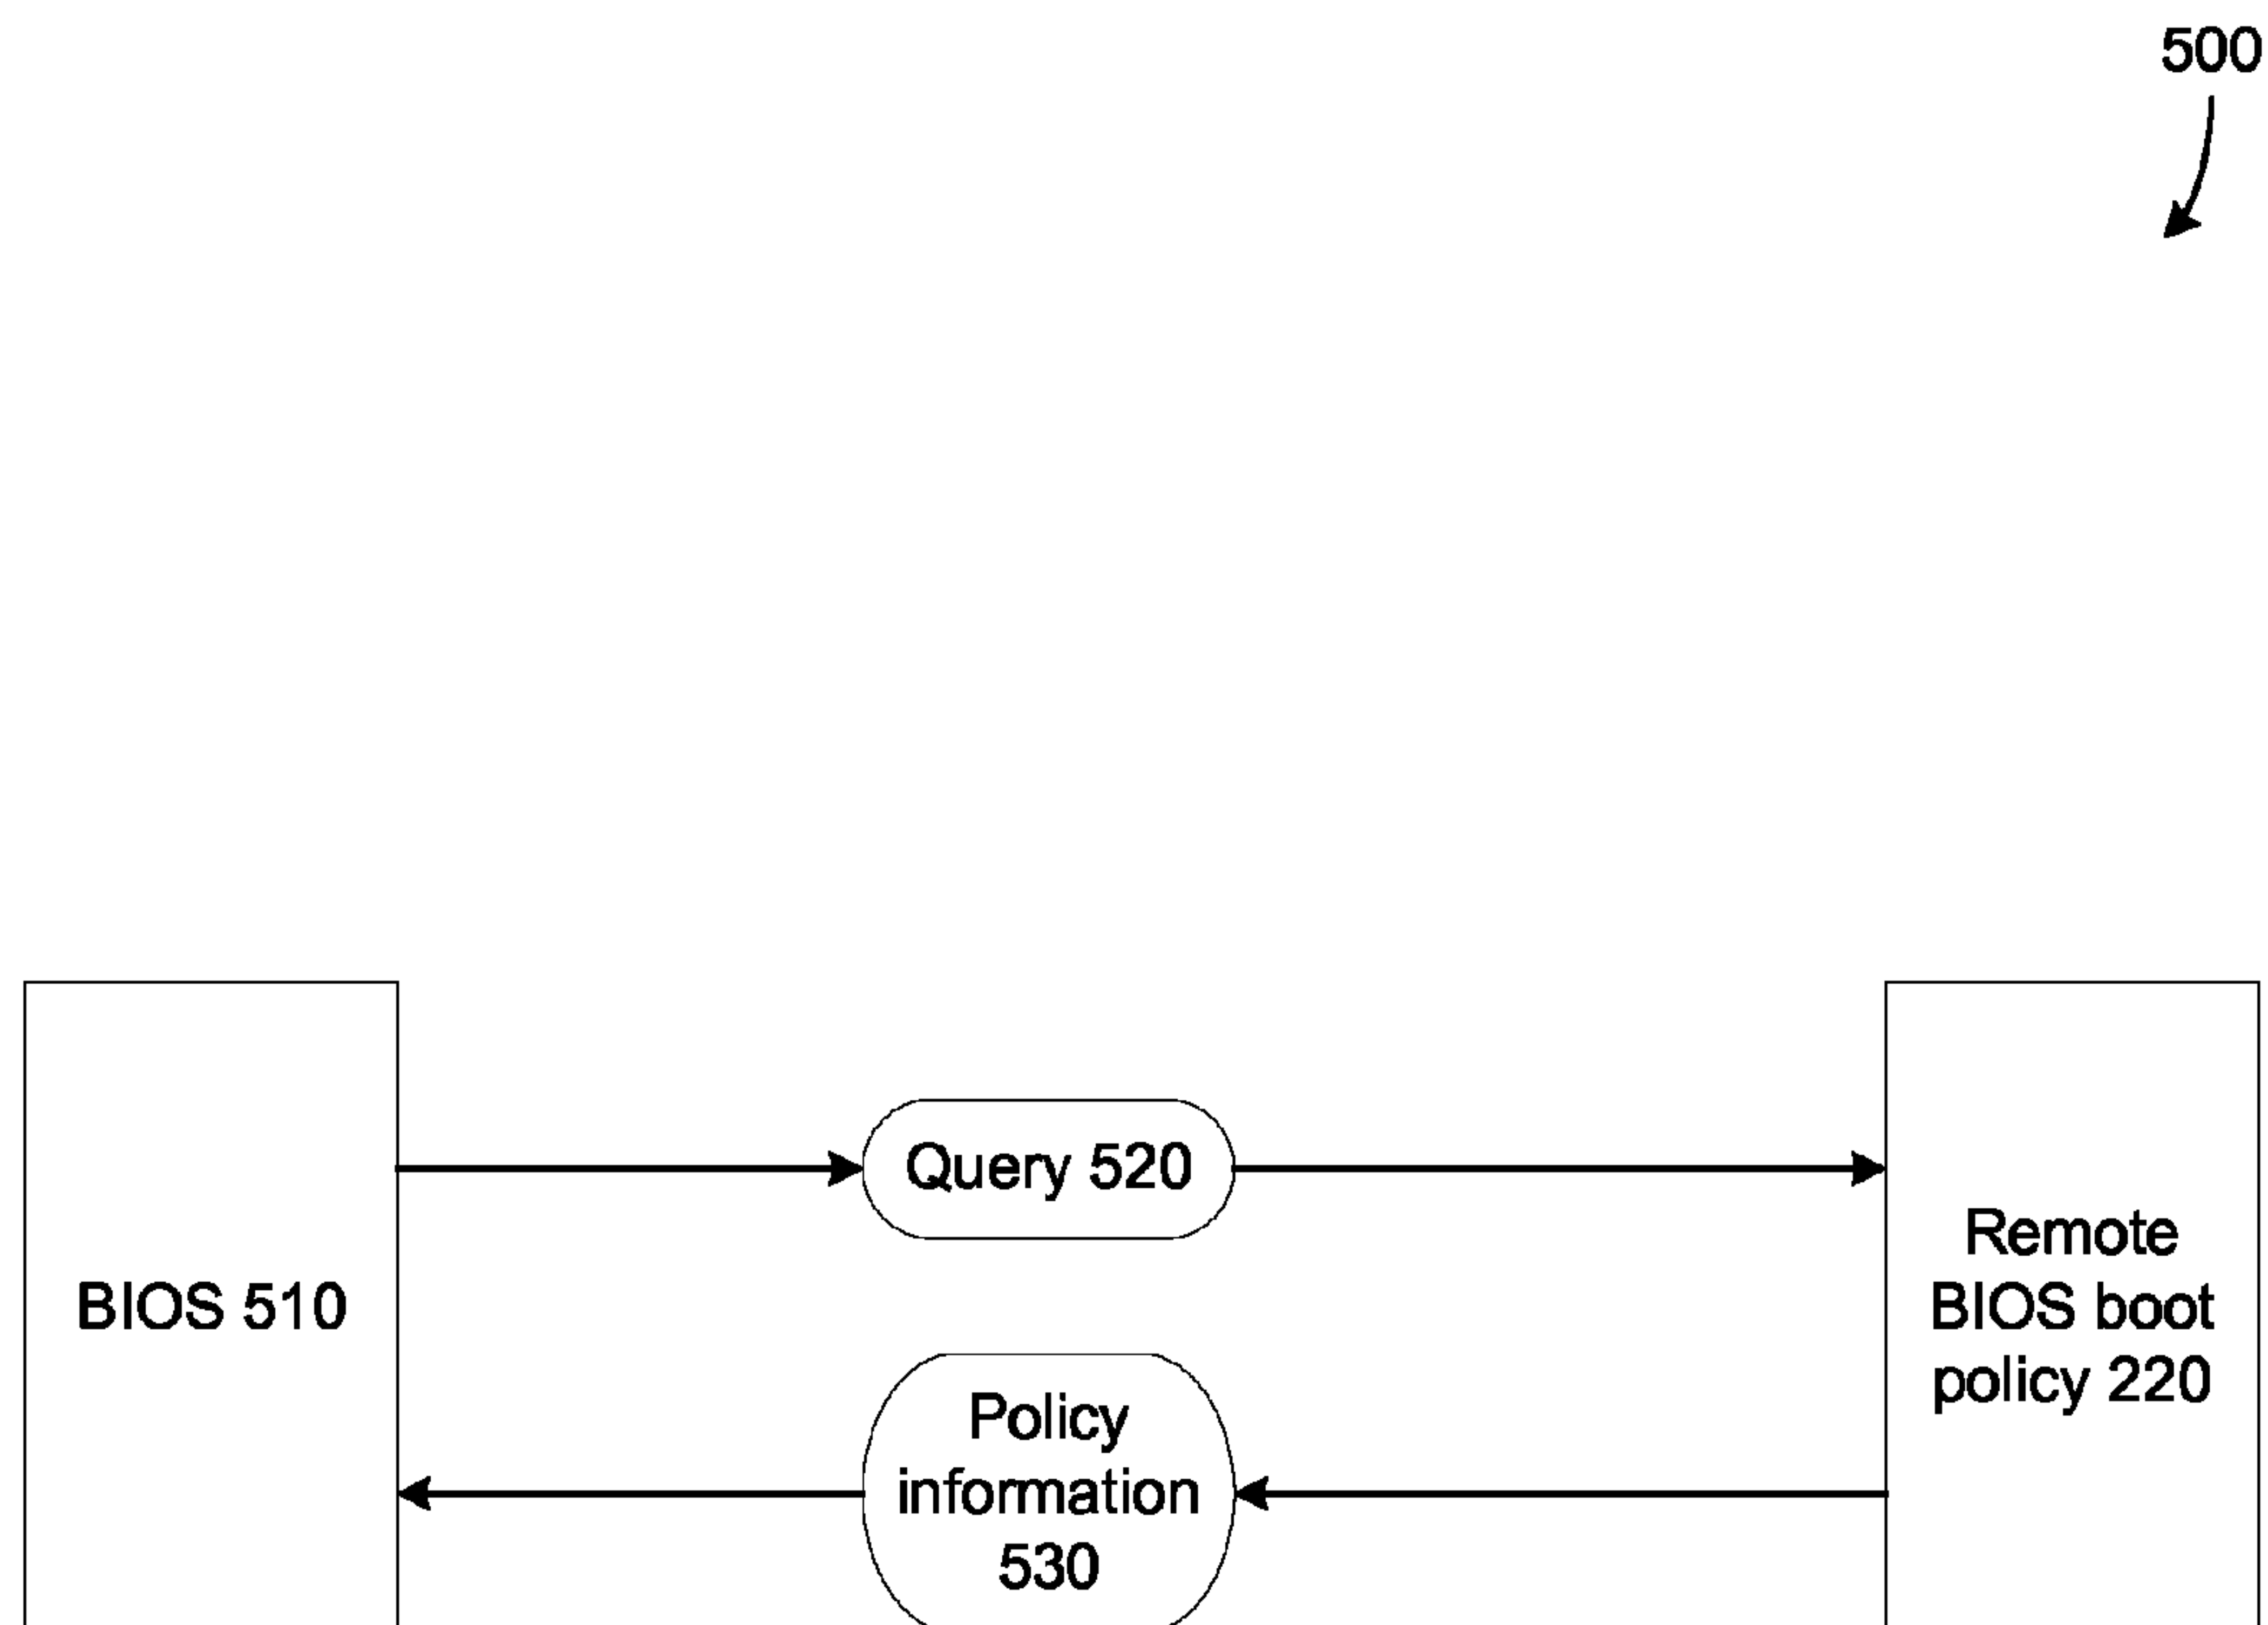 500
Query 520
BIOS 510
Remote
BIOS boot
policy 220
Policy
information
530